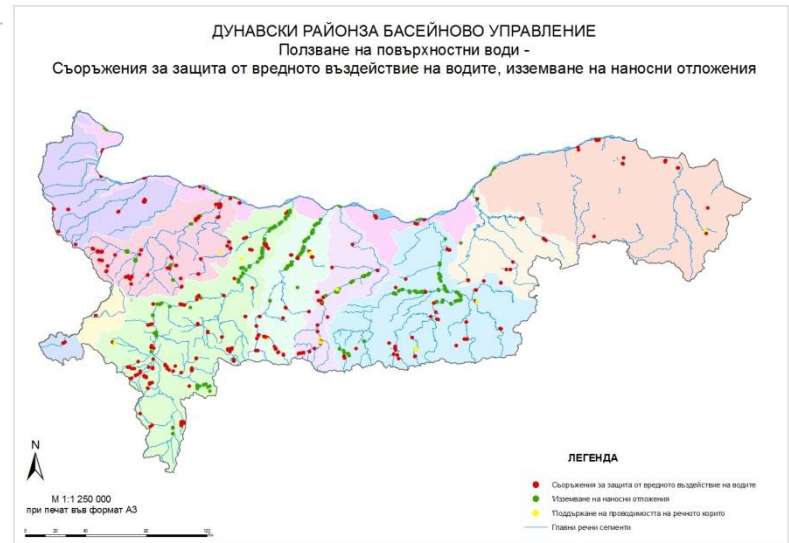 ДУНАВСКИ РАЙОНЗА БАСЕЙНОВО УПРАВЛЕНИЕ
Ползване на повърхностни води -
Съоръжения за защита от вредното въздействие на водите, изземване на наносни отложения
N
М 1:1 250 000
при печат във формат А3
ЛЕГЕНДА
Съоръжения за защита от вредното въздействие на водите
Изземване на наносни отложения
Поддържане на проводимостта на речното корито
Главни речни сегменти